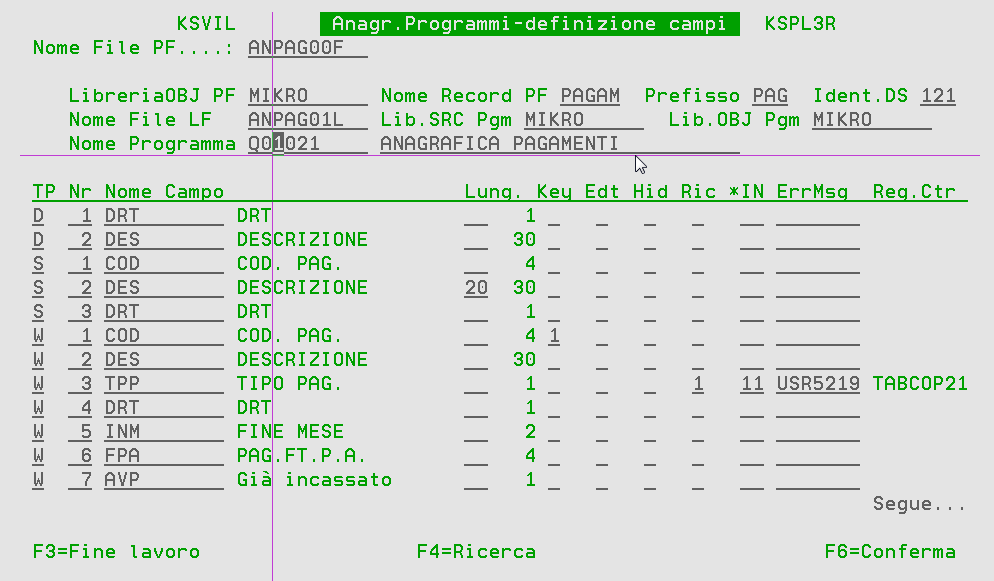 KSVIL Anagr.Programmi-definizione campi KSPL3R
Nome File PF....: ANPAG00F
LibreriaOBJ PF MIKRO Nome Record PF PAGAM Prefisso PAG Ident.DS 121
Nome File LF ANPAG01L Lib.SRC Pgm MIKRO Lib.OBJ Pgm MIKRO
Nome Programma Q01021 ANAGRAFICA PAGAMENTI
TP Nr Nome Campo Lung. Key Edt Hid Ric *IN ErrMsg Reg.Ctr
D 1 DRT DRT 1
D 2 DES DESCRIZIONE 30
S 1 COD COD. PAG. 4
S 2 DES DESCRIZIONE 20 30
S 3 DRT DRT 1
W 1 COD COD. PAG. 4 1
W 2 DES DESCRIZIONE 30
W 3 TPP TIPO PAG. 1 1 11 USR5219 TABCOP21
W 4 DRT DRT 1
W 5 INM FINE MESE 2
W 6 FPA PAG.FT.P.A. 4
W 7 AVP Già incassato 1
Segue...
F3=Fine lavoro F4=Ricerca F6=Conferma